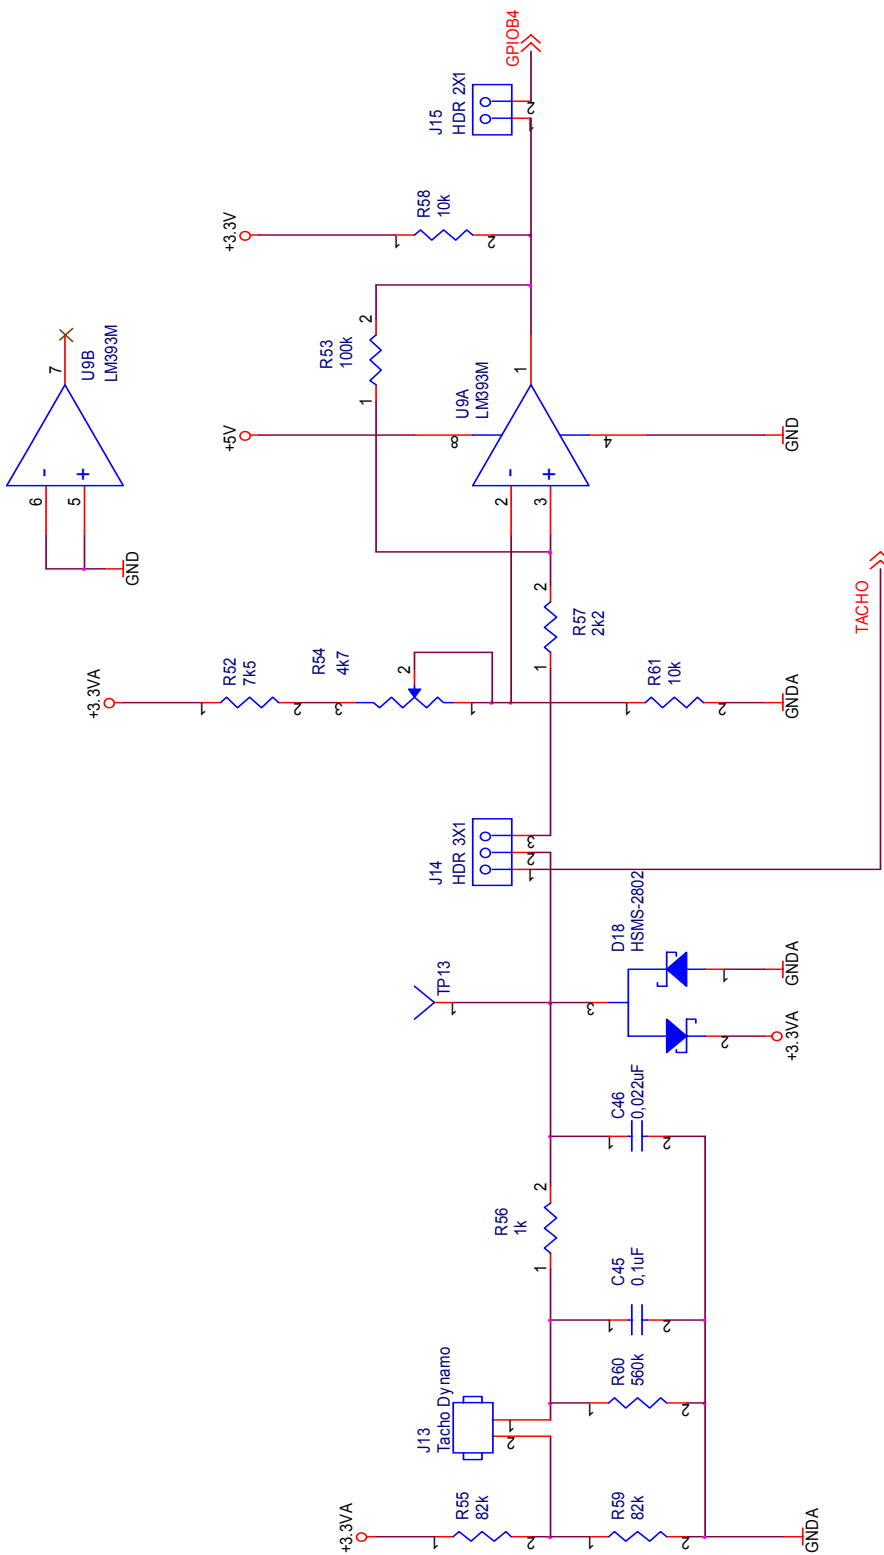 GPIOB4
J15
HDR 2X1
1
2
+3.3V
R58
10k
1
2
7
U9B
LM393M
6
5
-
+
GND
R53
100k
1
2
+5V
U9A
LM393M
8
1
4
2
3
-
+
GND
TACHO
+3.3VA
R52
7k5
1
2
R54
4k7
3
2
1
R57
2k2
1
2
R61
10k
1
2
GNDA
J14
HDR 3X1
1
2
3
TP13
1
D18
HSMS-2802
3
1
2
GNDA
+3.3VA
C46
0,022uF
1
2
R56
1k
1
2
C45
0,1uF
1
2
R60
560k
1
2
J13
Tacho Dynamo
1
2
+3.3VA
R55
82k
1
2
R59
82k
1
2
GNDA